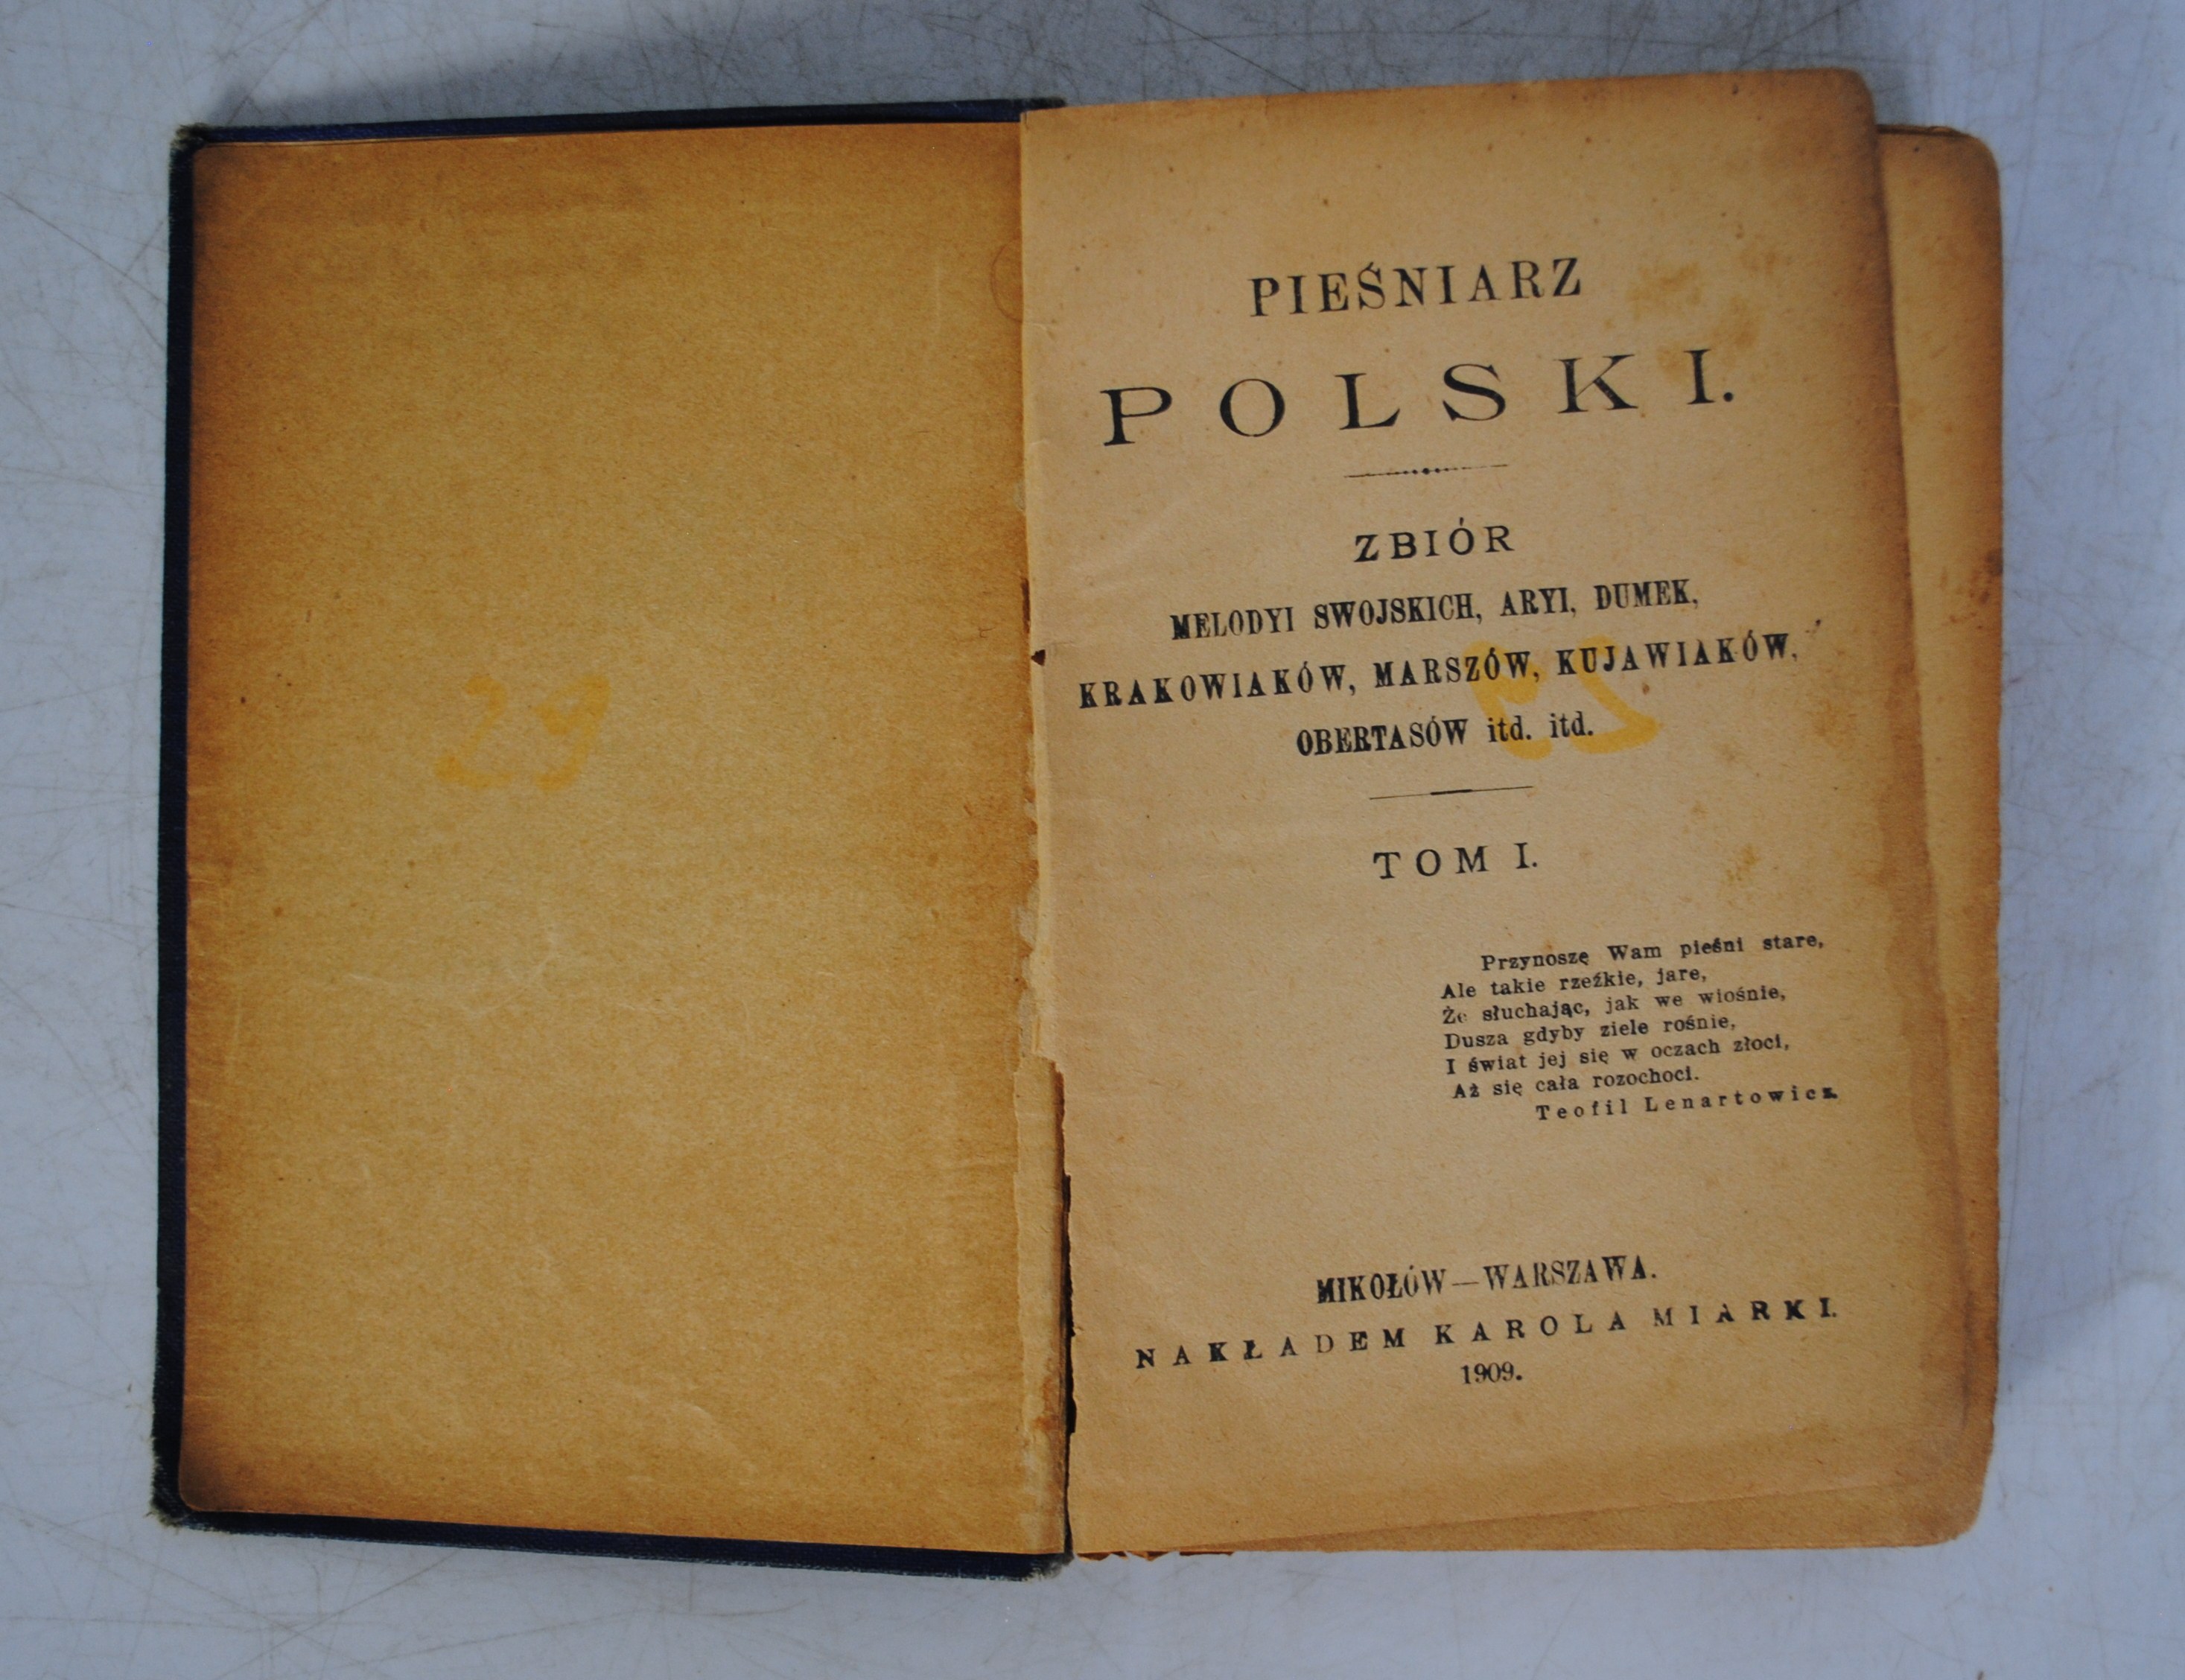 PIEŚNIARZ
POLSKI.
ZBIÓR
MELODYI SWOJSKICH, ARYI, DUMEK,
KRAKOWIAKÓW, MARSZÓW, KUJAWIAKÓW,
OBERTASÓW itd. itd.
TOM I.
Przynoszę Wam pieśni stare,
Ale takie rzeźkie, jare,
Że słuchając, jak we wiośnie,
Dusza gdyby ziele rośnie,
I świat jej się w oczach złoci,
Aż się cała rozochoci.
Teofil Lenartowicz.
MIKOŁÓW—WARSZAWA.
NAKŁADEM KAROLA MIARKI.
1909.